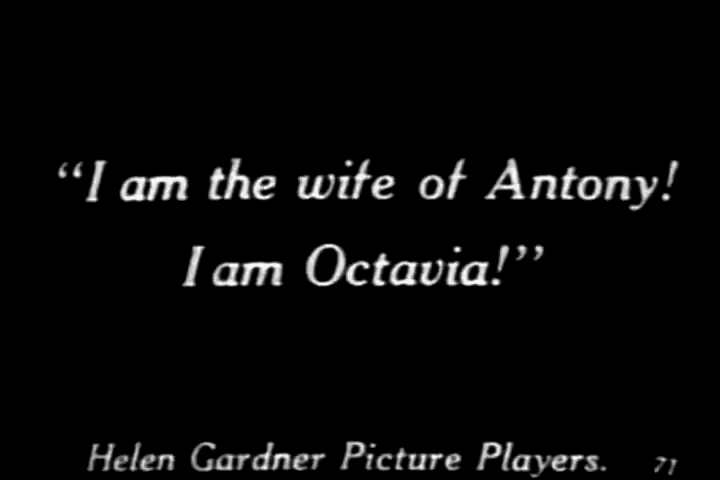 “I am the wife of Antony!
I am Octavia!”
Helen Gardner Picture Players. 71